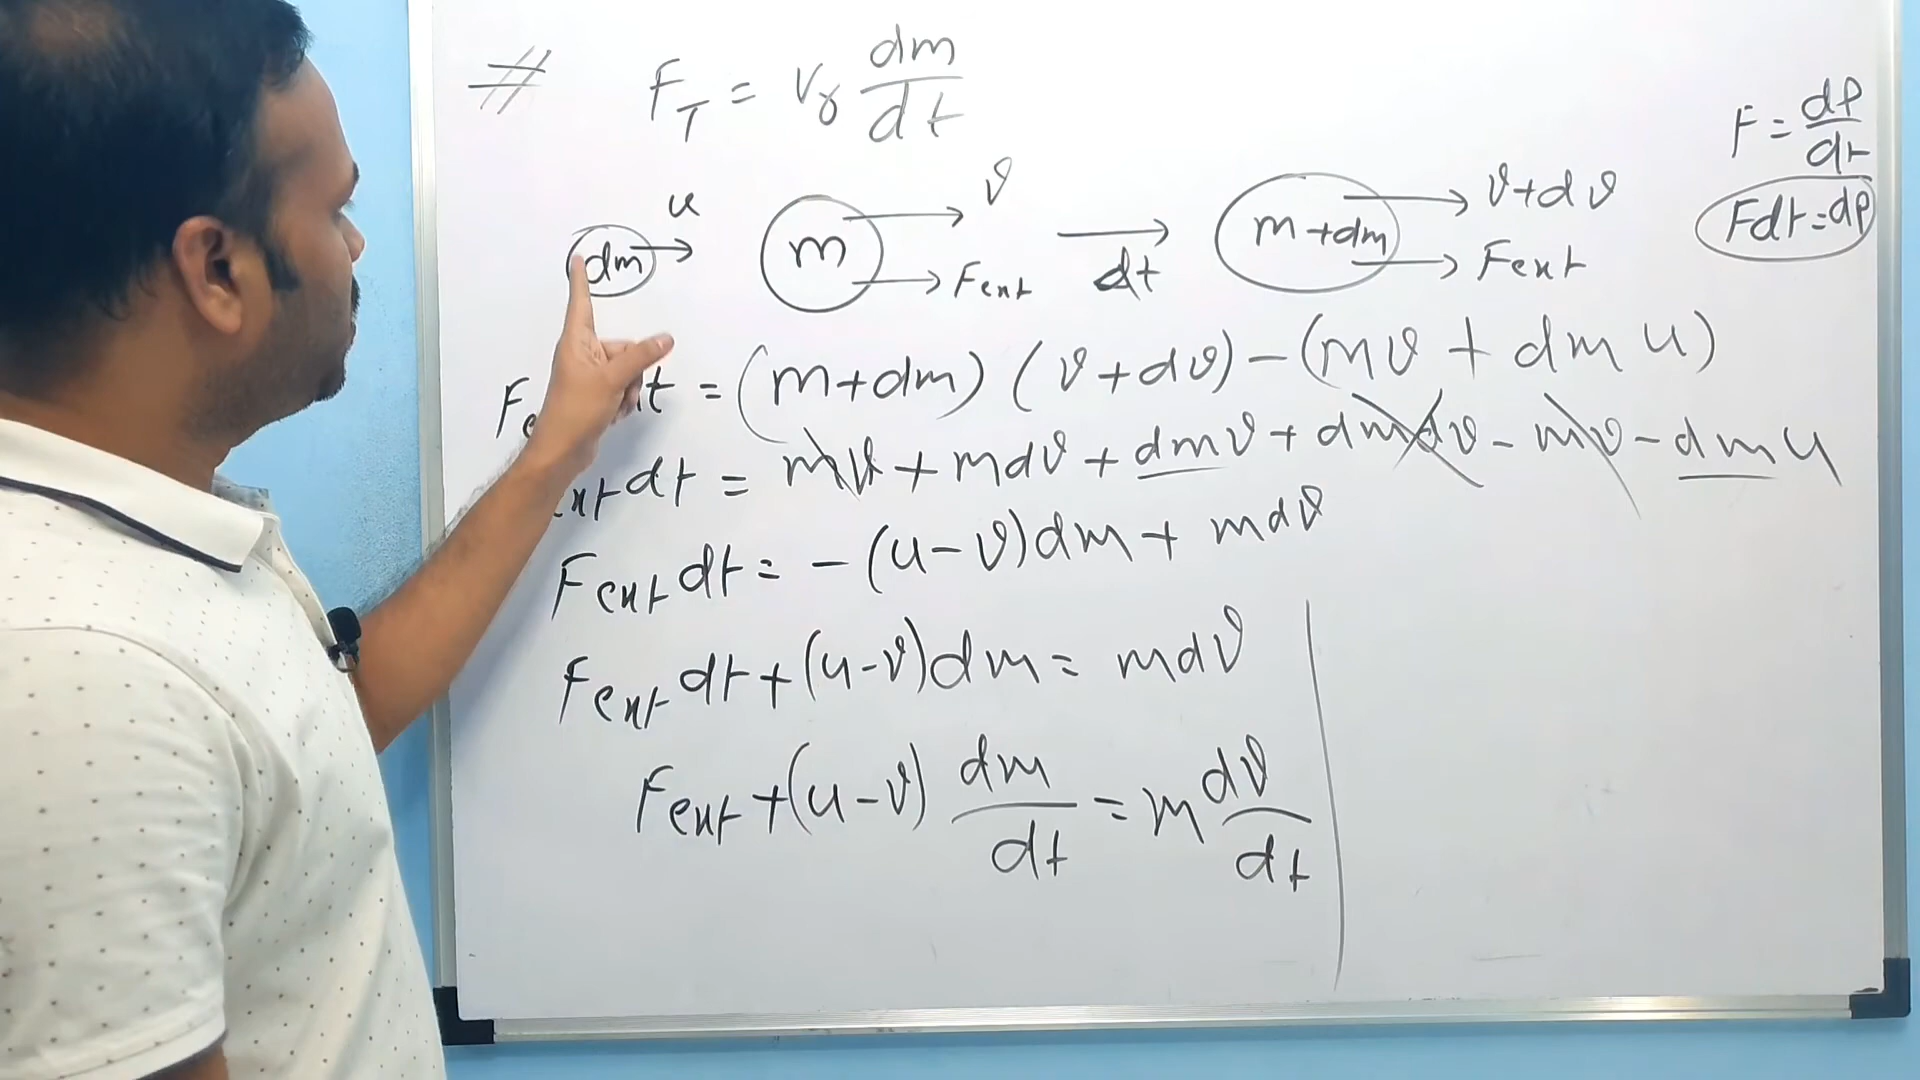 # F_T = v_r dm/dt
F = dp/dt
Fdt = dp
dm → u
m → v → Fext
→ dt
m+dm → v+dv → Fext
t = (m+dm) (v+dv) - (mv + dm u)
dt = mv + mdv + dmv + dmdv - mv - dmu
Fext dt = -(u-v)dm + mdv
Fext dt + (u-v)dm = mdv
Fext + (u-v) dm/dt = m dv/dt